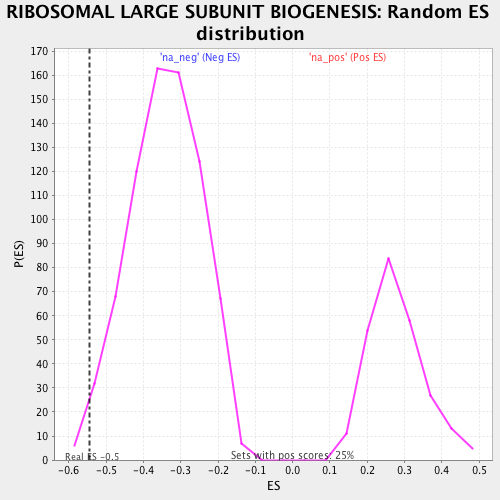 RIBOSOMAL LARGE SUBUNIT BIOGENESIS: Random ES
distribution
'na_neg' (Neg ES)
'na_pos' (Pos ES)
P(ES)
170
160
150
140
130
120
110
100
90
80
70
60
50
40
30
20
10
0
Real ES -0.5
Sets with pos scores: 25%
-0.6 -0.5 -0.4 -0.3 -0.2 -0.1 0.0 0.1 0.2 0.3 0.4 0.5
ES